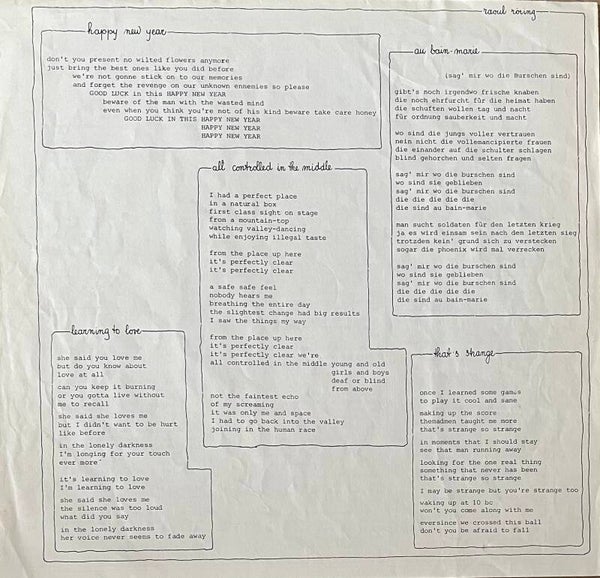 raoul röring
happy new year
don't you present no wilted flowers anymore
just bring the best ones like you did before
we're not gonne stick on to our memories
and forget the revenge on our unknown ennemies so please
GOOD LUCK in this HAPPY NEW YEAR
beware of the man with the wasted mind
even when you think you're not of his kind beware take care honey
GOOD LUCK IN THIS HAPPY NEW YEAR
HAPPY NEW YEAR
HAPPY NEW YEAR
au bain-marie
(sag' mir wo die Burschen sind)
gibt's noch irgendwo frische knaben
die noch ehrfurcht für die heimat haben
die schuften wollen tag und nacht
für ordnung sauberkeit und macht
wo sind die jungs voller vertrauen
nein nicht die vollemancipierte frauen
die einander auf die schulter schlagen
blind gehorchen und selten fragen
sag' mir wo die burschen sind
wo sind sie geblieben
sag' mir wo die burschen sind
die die die die die
die sind au bain-marie
man sucht soldaten für den letzten krieg
ja es wird einsam sein nach dem letzten sieg
trotzdem kein' grund sich zu verstecken
sogar die phoenix wird mal verrecken
sag' mir wo die burschen sind
wo sind sie geblieben
sag' mir wo die burschen sind
die die die die die
die sind au bain-marie
all controlled in the middle
I had a perfect place
in a natural box
first class sight on stage
from a mountain-top
watching valley-dancing
while enjoying illegal taste
from the place up here
it's perfectly clear
it's perfectly clear
a safe safe feel
nobody hears me
breathing the entire day
the slightest change had big results
I saw the things my way
from the place up here
it's perfectly clear
it's perfectly clear we're
all controlled in the middle young and old
girls and boys
deaf or blind
from above
not the faintest echo
of my screaming
it was only me and space
I had to go back into the valley
joining in the human race
learning to love
she said you love me
but do you know about
love at all
can you keep it burning
or you gotta live without
me to recall
she said she loves me
but I didn't want to be hurt
like before
in the lonely darkness
I'm longing for your touch
ever more
it's learning to love
I'm learning to love
she said she loves me
the silence was too loud
what did you say
in the lonely darkness
her voice never seems to fade away
that's strange
once I learned some games
to play it cool and same
making up the score
themadmen taught me more
that's strange so strange
in moments that I should stay
see that man running away
looking for the one real thing
something that never has been
that's strange so strange
I may be strange but you're strange too
waking up at 10 bc
won't you come along with me
eversince we crossed this ball
don't you be afraid to fall